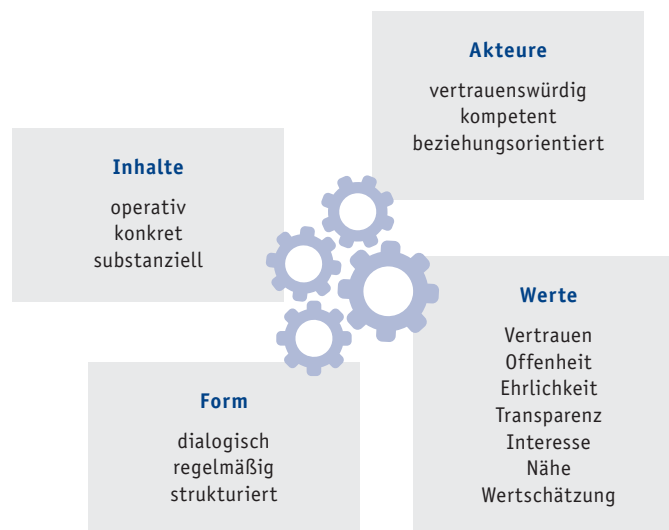 Akteure
vertrauenswürdig
kompetent
beziehungsorientiert
Inhalte
operativ
konkret
substanziell
Werte
Vertrauen
Offenheit
Ehrlichkeit
Transparenz
Interesse
Nähe
Wertschätzung
Form
dialogisch
regelmäßig
strukturiert